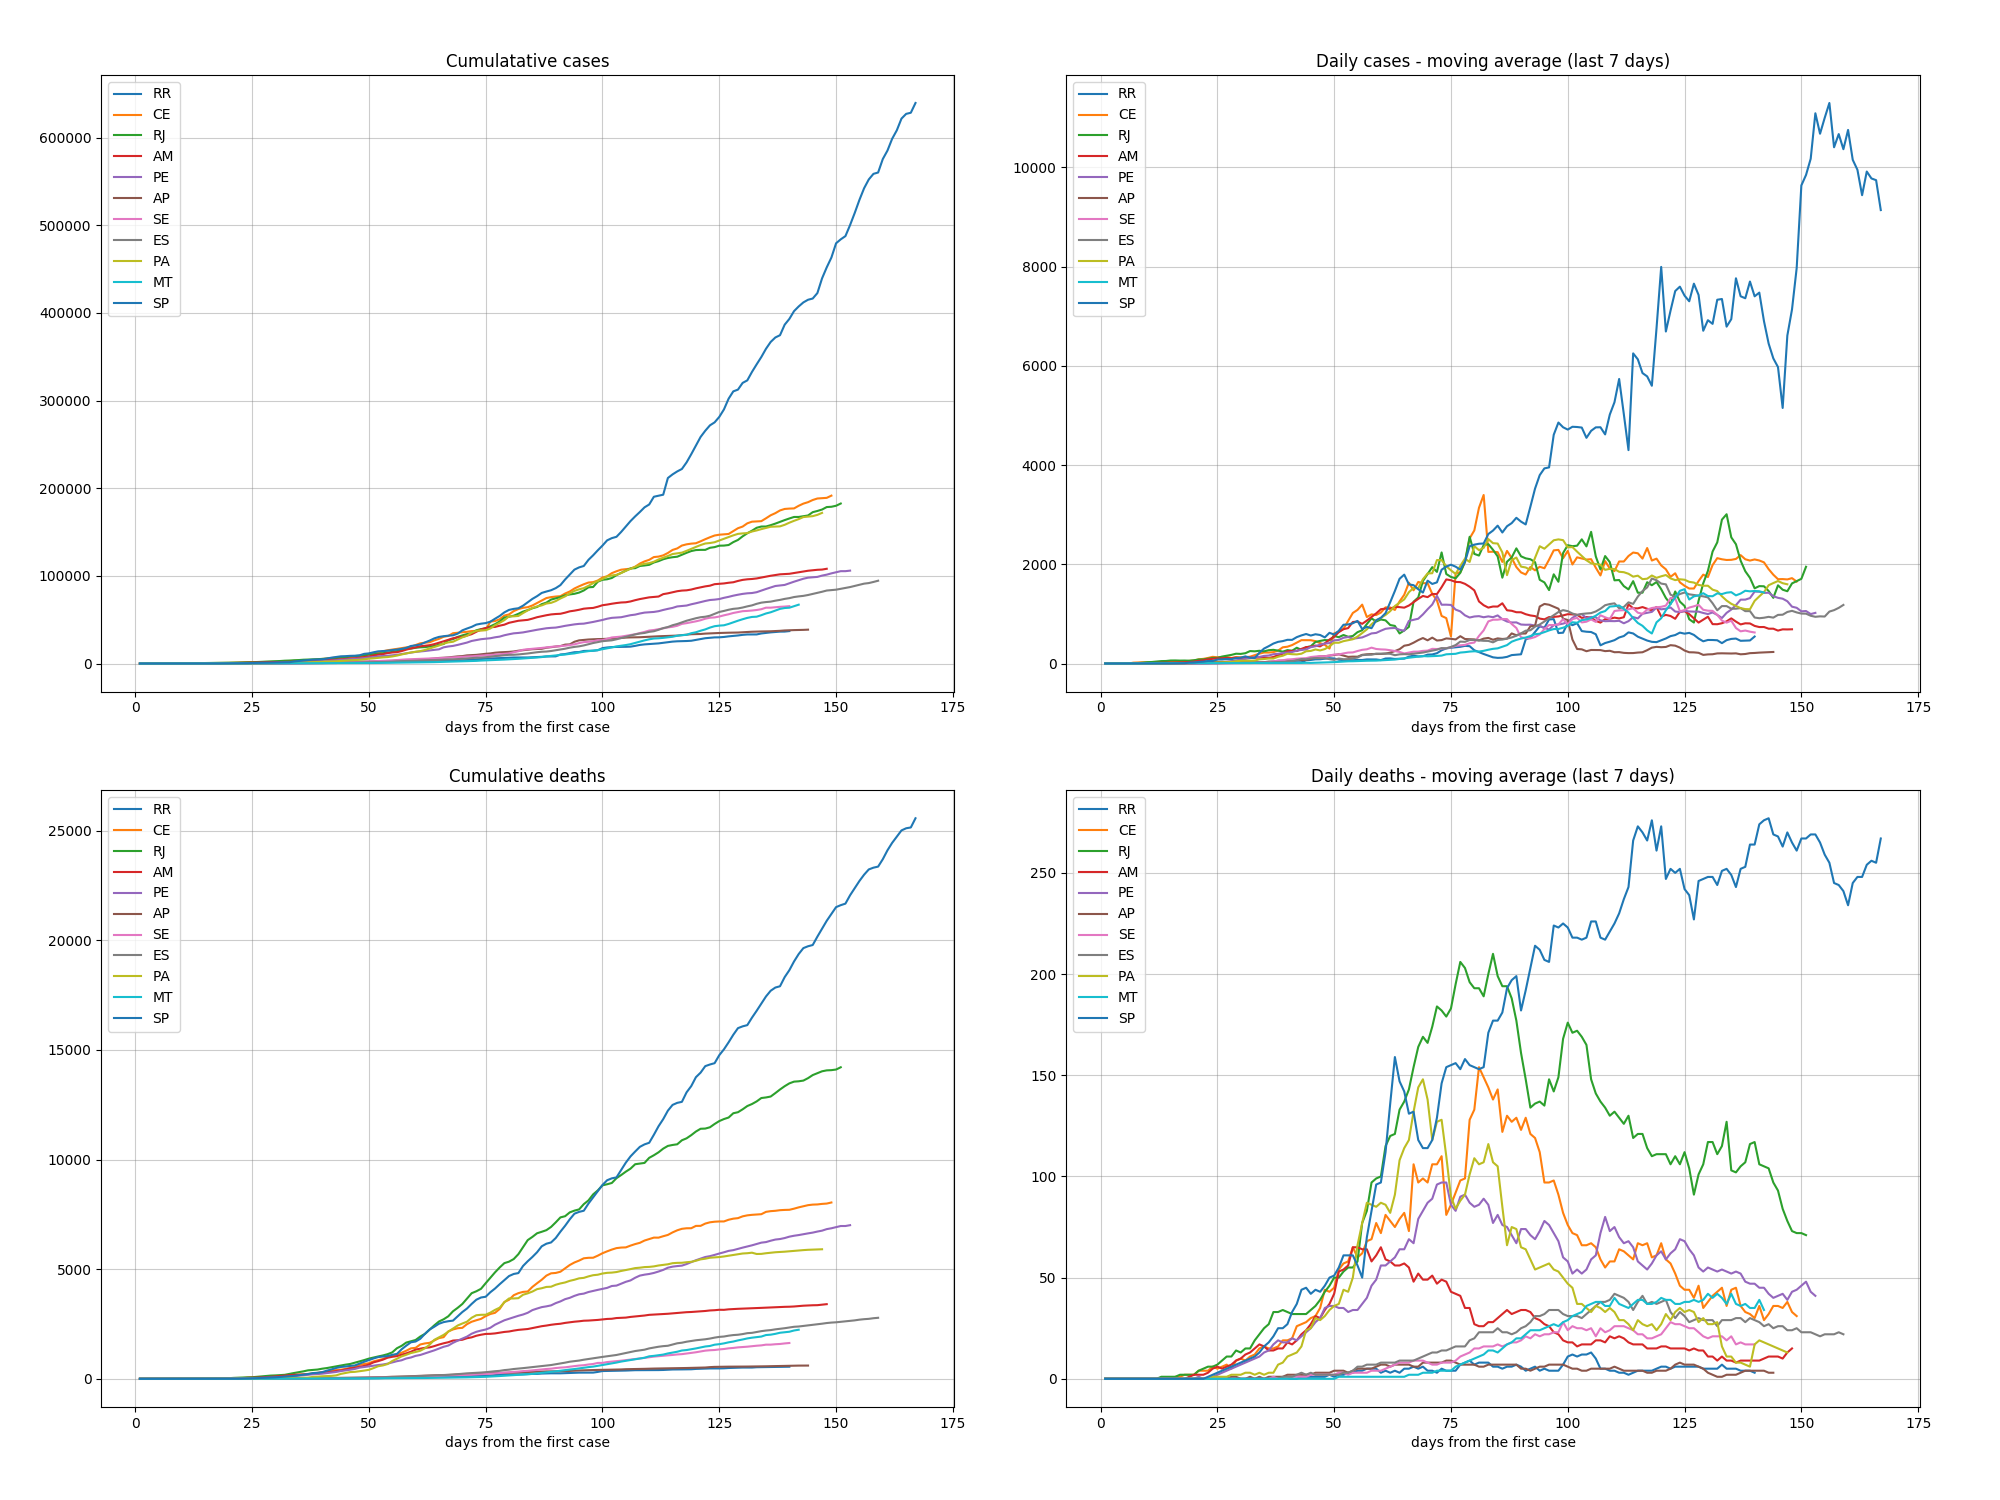 Cumulatative cases
RR
CE
RJ
AM
PE
AP
SE
ES
PA
MT
SP
600000
500000
400000
300000
200000
100000
0
0 25 50 75 100 125 150 175
days from the first case
Daily cases - moving average (last 7 days)
RR
CE
RJ
AM
PE
AP
SE
ES
PA
MT
SP
10000
8000
6000
4000
2000
0
0 25 50 75 100 125 150 175
days from the first case
Cumulative deaths
RR
CE
RJ
AM
PE
AP
SE
ES
PA
MT
SP
25000
20000
15000
10000
5000
0
0 25 50 75 100 125 150 175
days from the first case
Daily deaths - moving average (last 7 days)
RR
CE
RJ
AM
PE
AP
SE
ES
PA
MT
SP
250
200
150
100
50
0
0 25 50 75 100 125 150 175
days from the first case